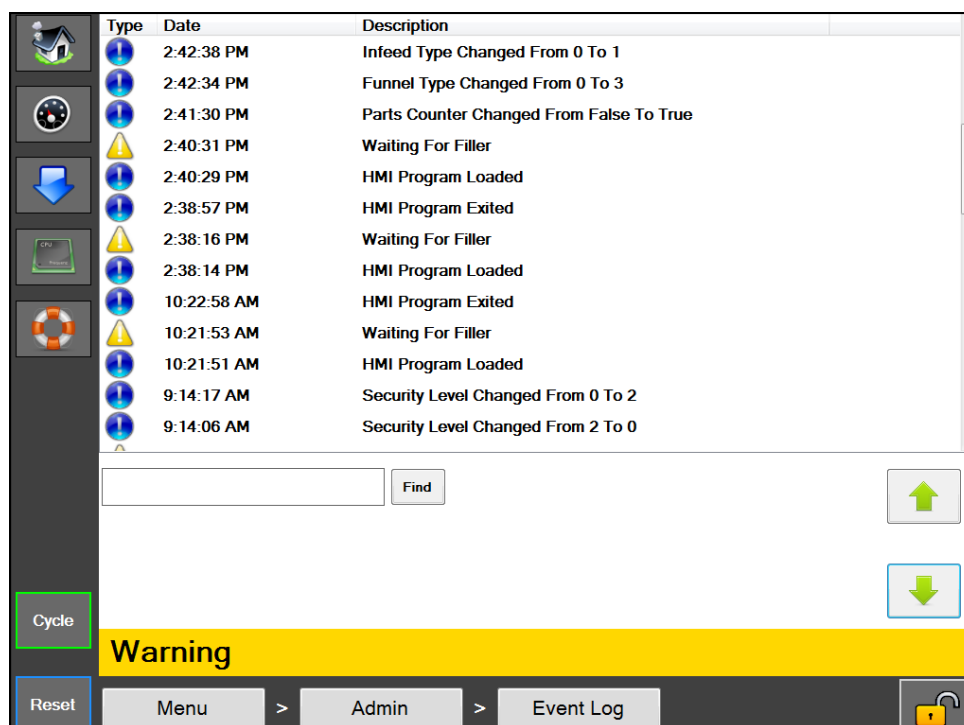 Type Date Description
2:42:38 PM Infeed Type Changed From 0 To 1
2:42:34 PM Funnel Type Changed From 0 To 3
2:41:30 PM Parts Counter Changed From False To True
2:40:31 PM Waiting For Filler
2:40:29 PM HMI Program Loaded
2:38:57 PM HMI Program Exited
2:38:16 PM Waiting For Filler
2:38:14 PM HMI Program Loaded
10:22:58 AM HMI Program Exited
10:21:53 AM Waiting For Filler
10:21:51 AM HMI Program Loaded
9:14:17 AM Security Level Changed From 0 To 2
9:14:06 AM Security Level Changed From 2 To 0
CPU
Find
Cycle
Warning
Reset Menu > Admin > Event Log